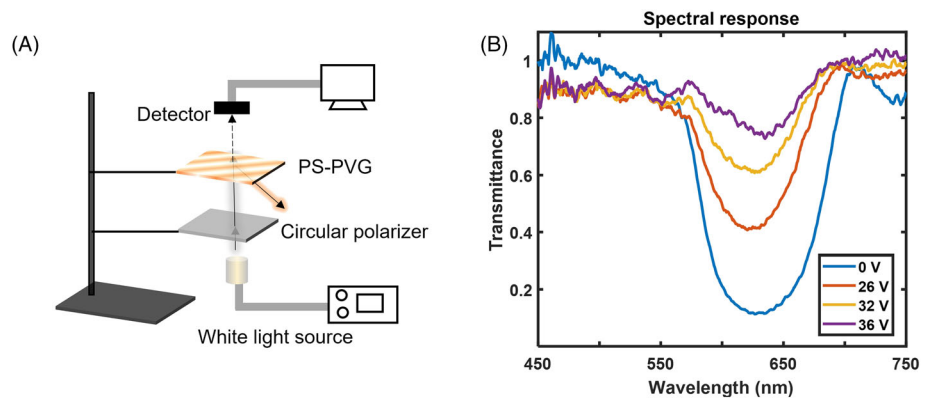 (A)
Detector
PS-PVG
Circular polarizer
White light source
(B)
Spectral response
Transmittance
1
0.8
0.6
0.4
0.2
0 V
26 V
32 V
36 V
450 550 650 750
Wavelength (nm)